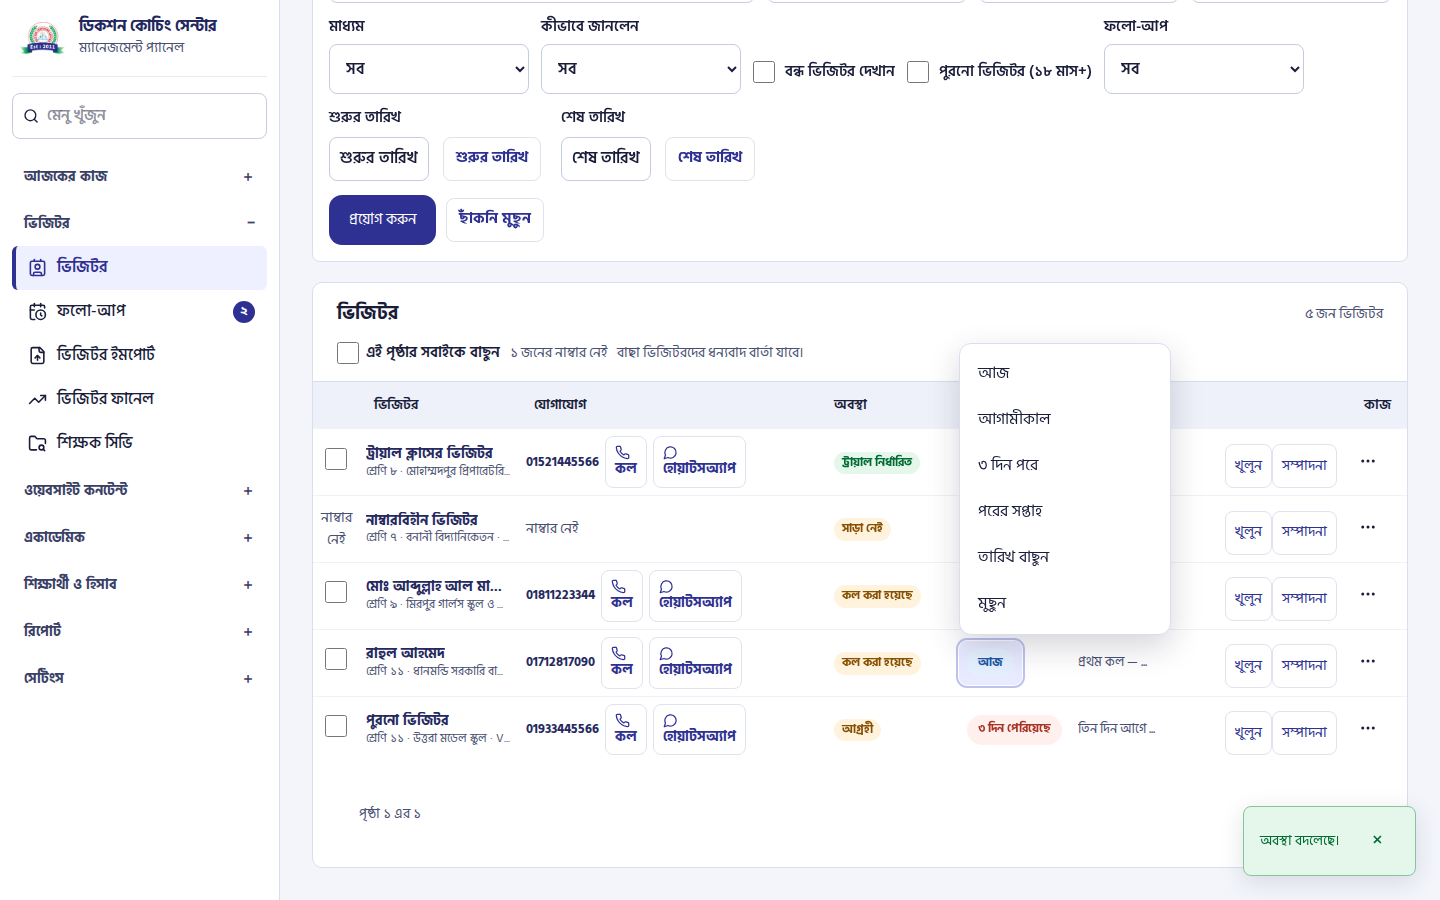 ডিকশন কোচিং সেন্টার
ম্যানেজমেন্ট প্যানেল
Est : 2011
মেনু খুঁজুন
আজকের কাজ +
ভিজিটর −
ভিজিটর
ফলো-আপ ২
ভিজিটর ইমপোর্ট
ভিজিটর ফানেল
শিক্ষক সিভি
ওয়েবসাইট কনটেন্ট +
একাডেমিক +
শিক্ষার্থী ও হিসাব +
রিপোর্ট +
সেটিংস +
মাধ্যম কীভাবে জানলেন ফলো-আপ
সব সব বন্ধ ভিজিটর দেখান পুরনো ভিজিটর (১৮ মাস+) সব
শুরুর তারিখ শেষ তারিখ
শুরুর তারিখ শুরুর তারিখ শেষ তারিখ শেষ তারিখ
প্রয়োগ করুন ছাঁকনি মুছুন
ভিজিটর ৫ জন ভিজিটর
এই পৃষ্ঠার সবাইকে বাছুন ১ জনের নাম্বার নেই বাছা ভিজিটরদের ধন্যবাদ বার্তা যাবে।
ভিজিটর যোগাযোগ অবস্থা কাজ
ট্রায়াল ক্লাসের ভিজিটর
শ্রেণি ৮ · মোহাম্মদপুর প্রিপারেটরি...
01521445566 কল হোয়াটসঅ্যাপ ট্রায়াল নির্ধারিত খুলুন সম্পাদনা ···
নাম্বার নেই
নাম্বারবিহীন ভিজিটর
শ্রেণি ৭ · বনানী বিদ্যানিকেতন · ...
নাম্বার নেই সাড়া নেই খুলুন সম্পাদনা ···
মোঃ আব্দুল্লাহ আল মা...
শ্রেণি ৯ · মিরপুর গার্লস স্কুল ও ...
01811223344 কল হোয়াটসঅ্যাপ কল করা হয়েছে খুলুন সম্পাদনা ···
রাহুল আহমেদ
শ্রেণি ১১ · ধানমন্ডি সরকারি বা...
01712817090 কল হোয়াটসঅ্যাপ কল করা হয়েছে আজ প্রথম কল — ... খুলুন সম্পাদনা ···
পুরনো ভিজিটর
শ্রেণি ১১ · উত্তরা মডেল স্কুল · V...
01933445566 কল হোয়াটসঅ্যাপ আগ্রহী ৩ দিন পেরিয়েছে তিন দিন আগে ... খুলুন সম্পাদনা ···
আজ
আগামীকাল
৩ দিন পরে
পরের সপ্তাহ
তারিখ বাছুন
মুছুন
পৃষ্ঠা ১ এর ১
অবস্থা বদলেছে। ×